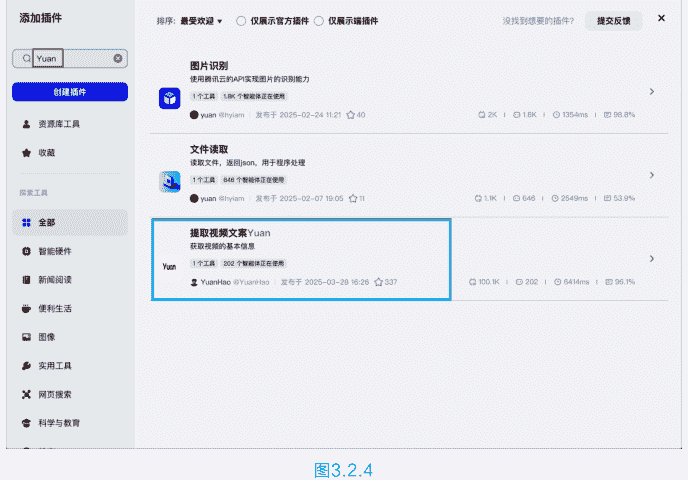 添加插件
排序: 最受欢迎 仅展示官方插件 仅展示端插件 没找到想要的插件? 提交反馈
Yuan
创建插件
资源库工具
收藏
探索工具
全部
智能硬件
新闻阅读
便利生活
图像
实用工具
网页搜索
科学与教育
图片识别
使用腾讯云的API实现图片的识别能力
1 个工具 1.8K 个智能体正在使用
yuan @hyiam 发布于 2025-02-24 11:21 40
2K 1.8K 1354ms 98.8%
文件读取
读取文件，返回json，用于程序处理
1 个工具 646 个智能体正在使用
yuan @hyiam 发布于 2025-02-07 19:05 11
1.1K 646 2549ms 53.9%
提取视频文案Yuan
获取视频的基本信息
Yuan
1 个工具 202 个智能体正在使用
YuanHao @YuanHao 发布于 2025-03-28 16:26 337
100.1K 202 6414ms 96.1%
图3.2.4